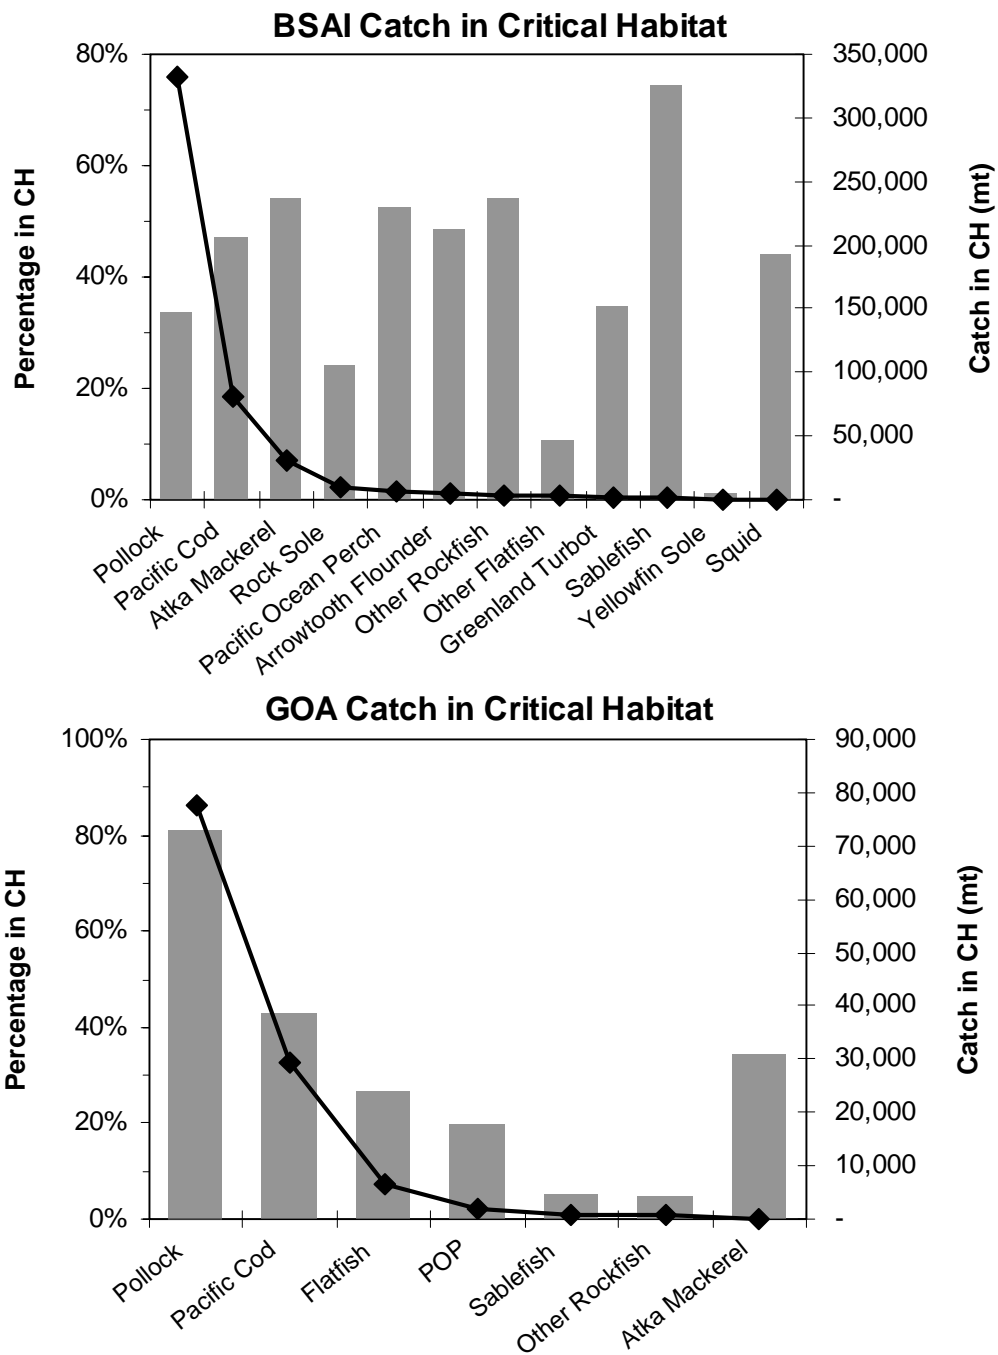 BSAI Catch in Critical Habitat
80%
60%
40%
20%
0%
Percentage in CH
350,000
300,000
250,000
200,000
150,000
100,000
50,000
-
Catch in CH (mt)
Pollock
Pacific Cod
Atka Mackerel
Rock Sole
Pacific Ocean Perch
Arrowtooth Flounder
Other Rockfish
Other Flatfish
Greenland Turbot
Sablefish
Yellowfin Sole
Squid
GOA Catch in Critical Habitat
100%
80%
60%
40%
20%
0%
Percentage in CH
90,000
80,000
70,000
60,000
50,000
40,000
30,000
20,000
10,000
-
Catch in CH (mt)
Pollock
Pacific Cod
Flatfish
POP
Sablefish
Other Rockfish
Atka Mackerel